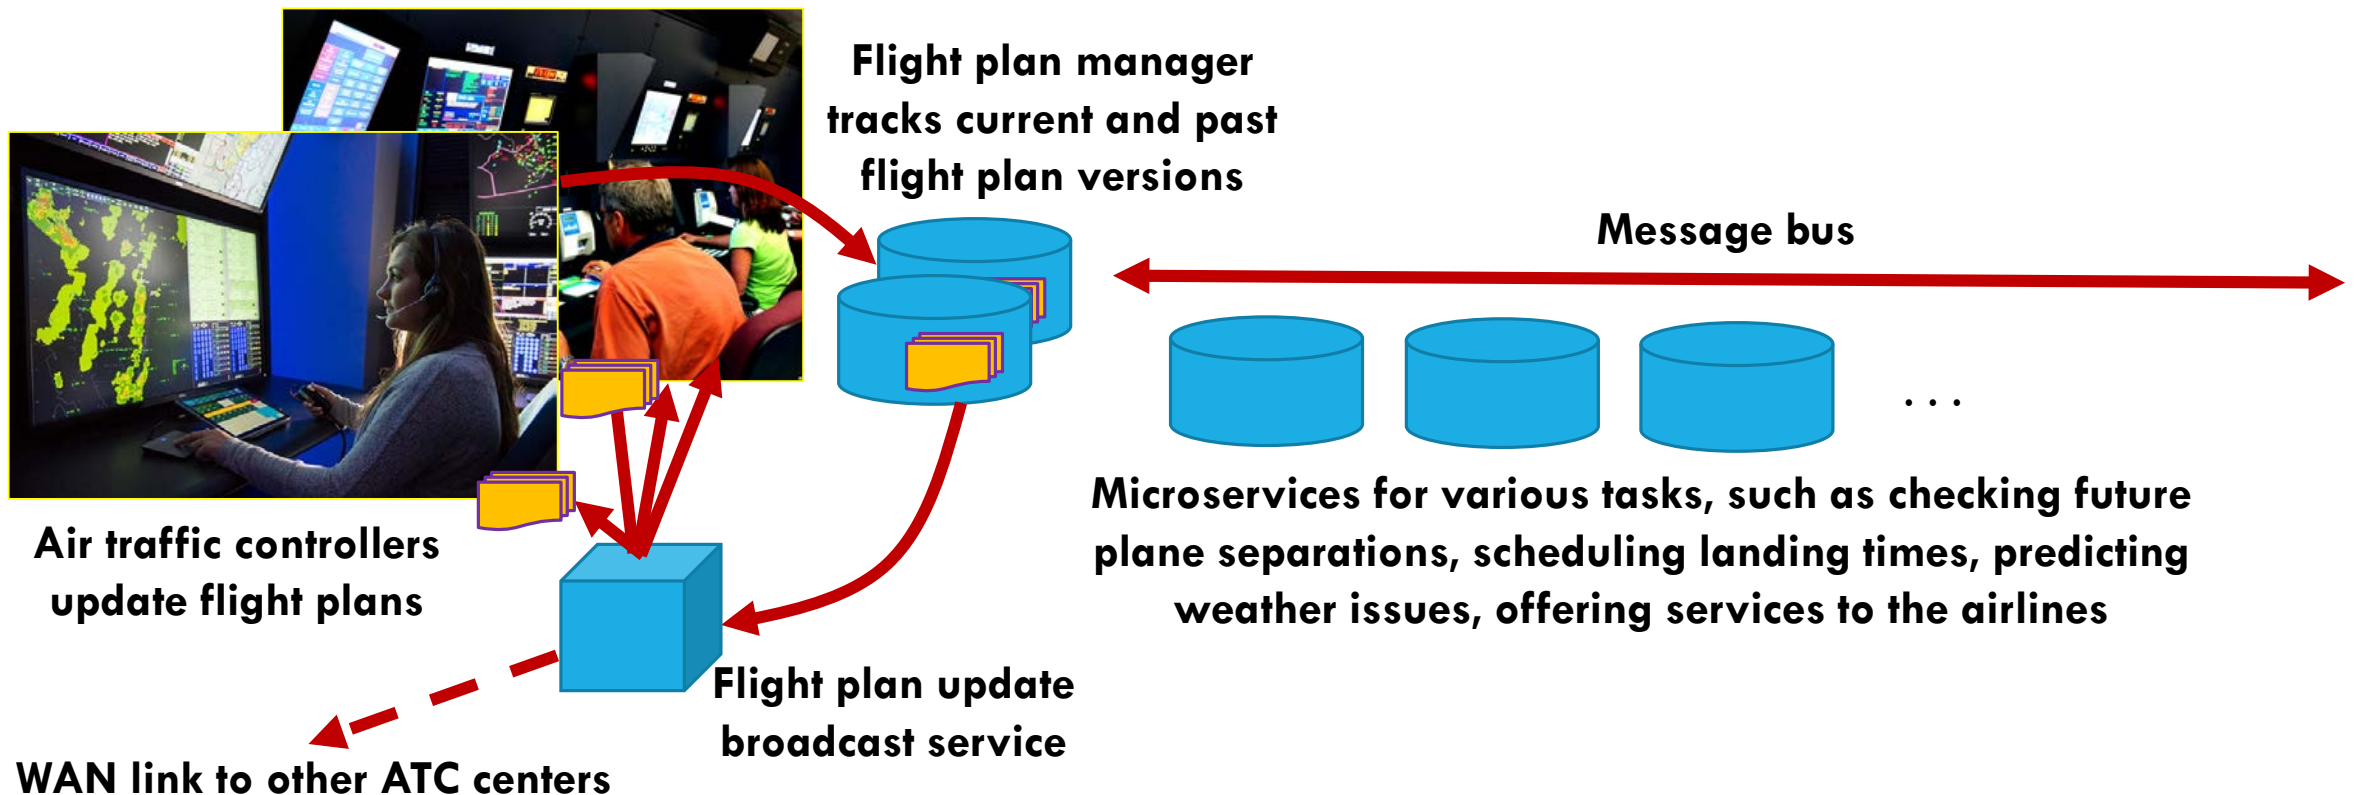 Flight plan manager
tracks current and past
flight plan versions
Message bus
. . .
Microservices for various tasks, such as checking future
plane separations, scheduling landing times, predicting
weather issues, offering services to the airlines
Air traffic controllers
update flight plans
Flight plan update
broadcast service
WAN link to other ATC centers